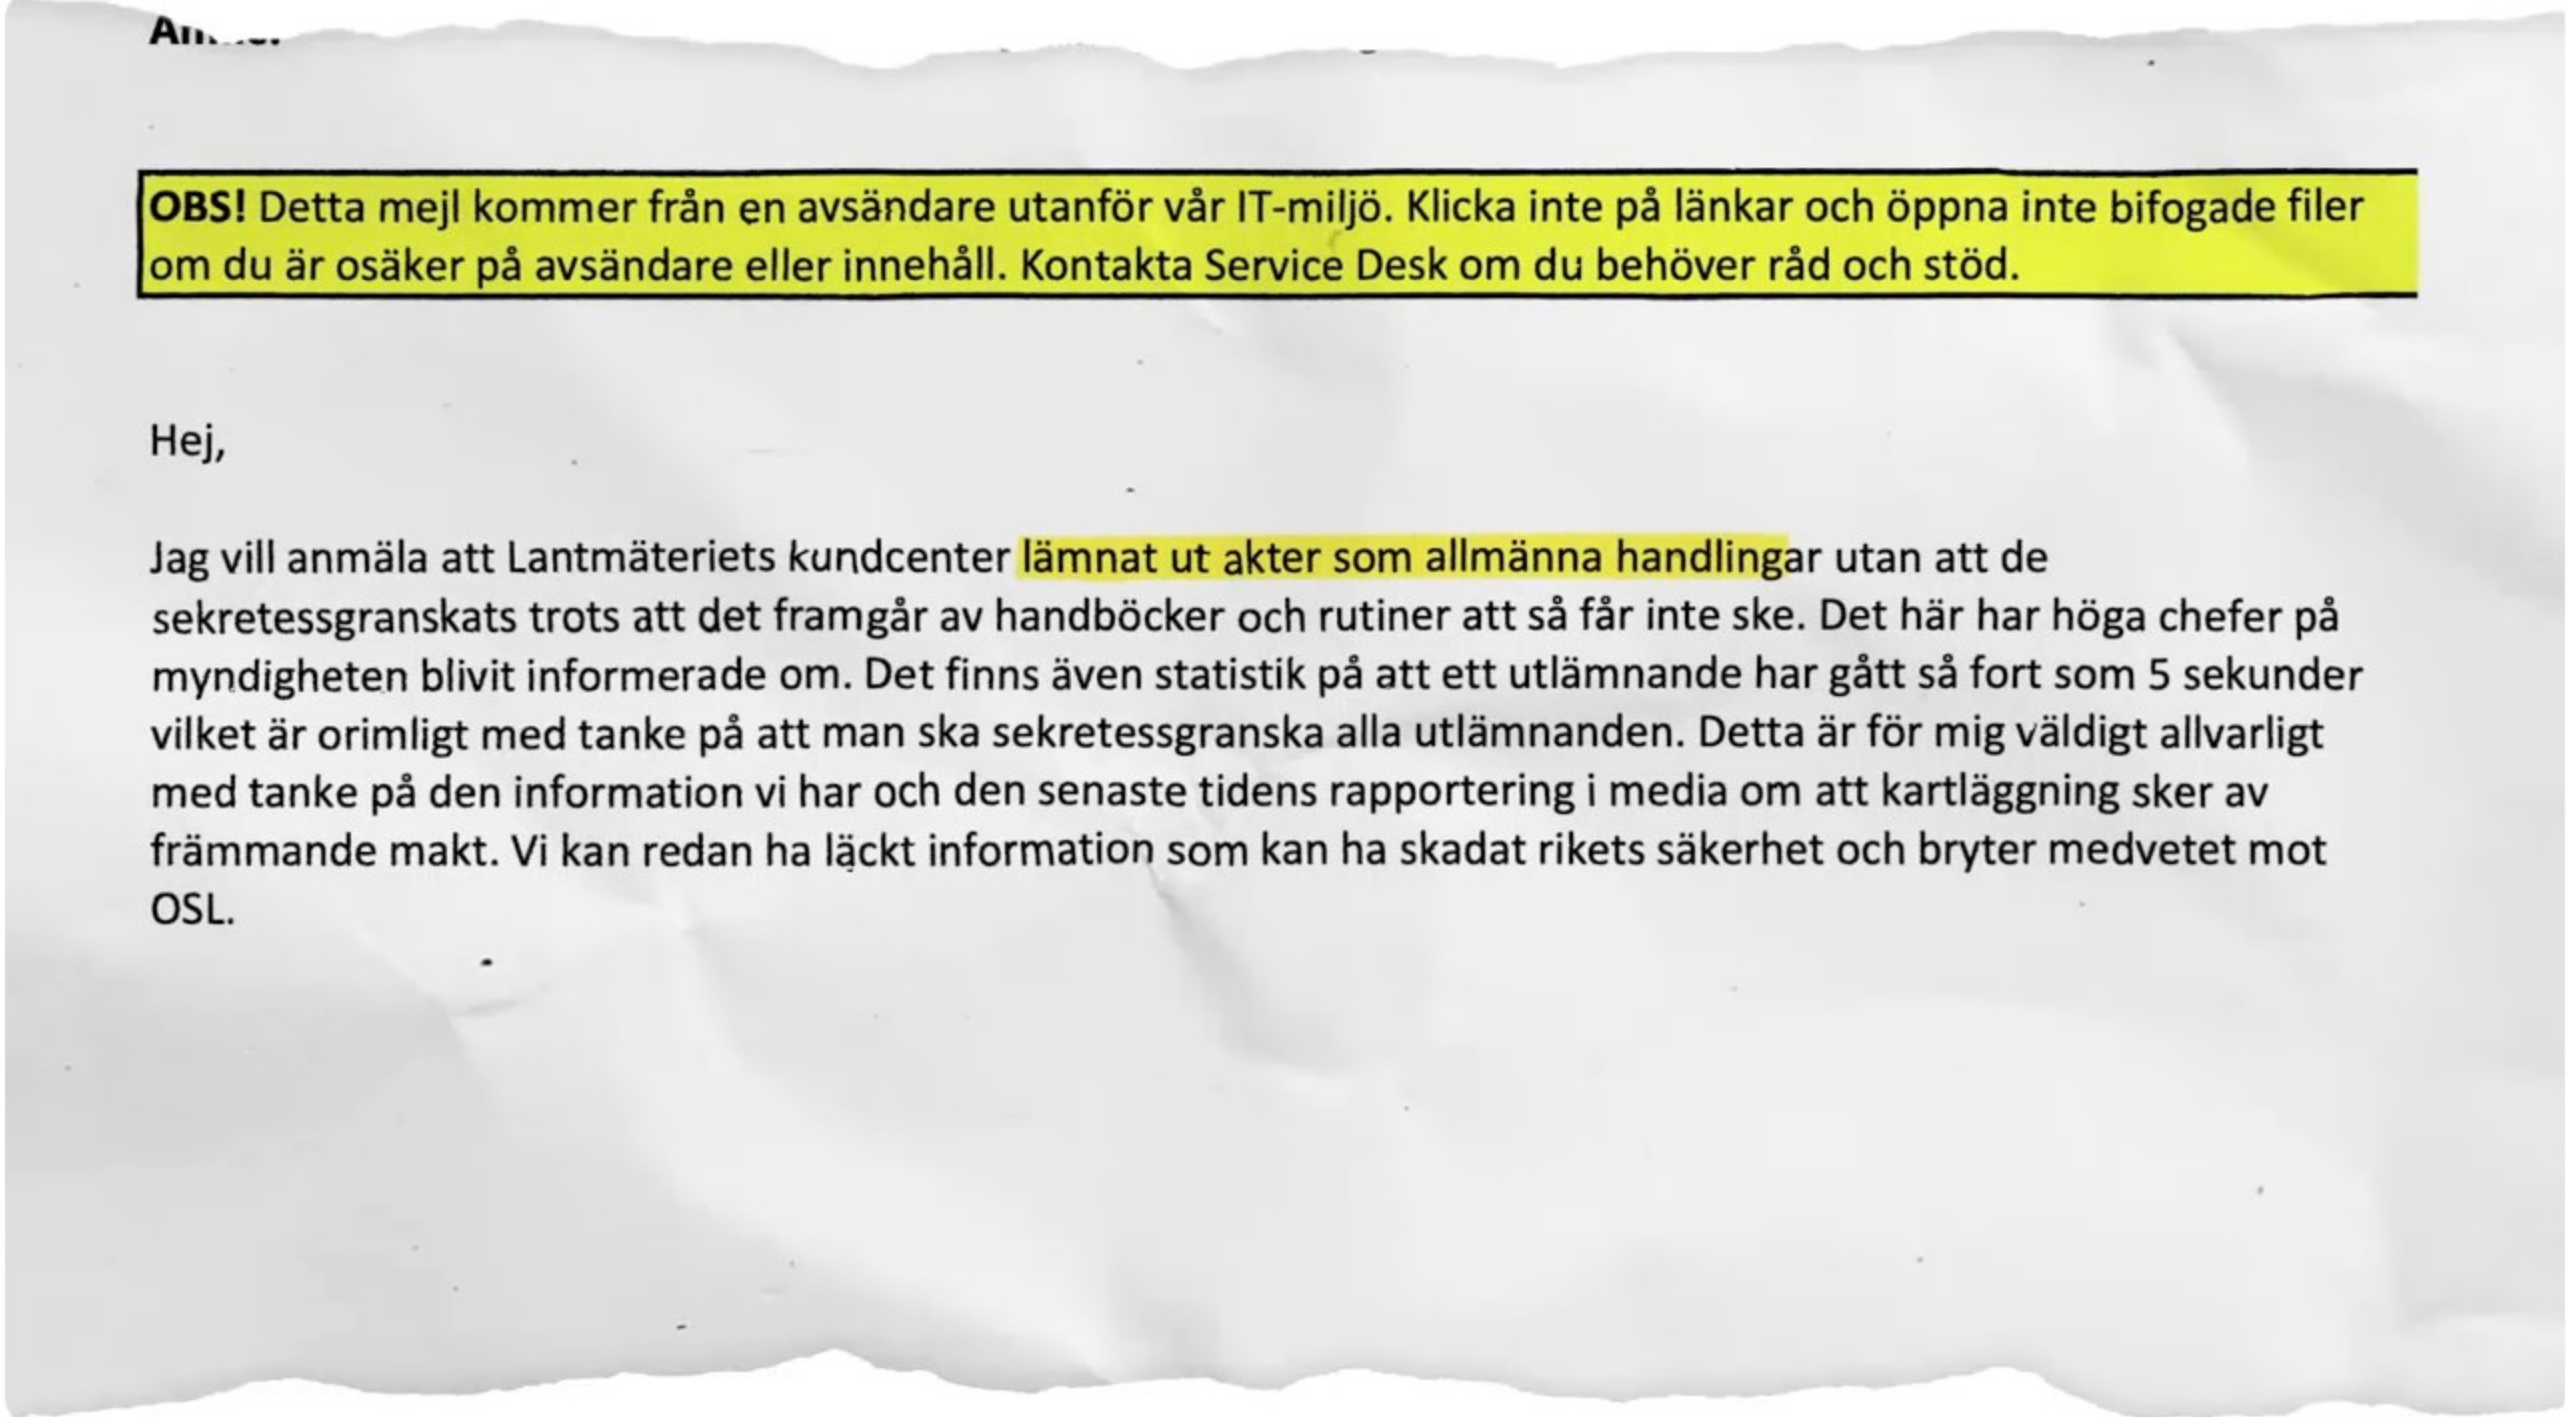 OBS! Detta mejl kommer från en avsändare utanför vår IT-miljö. Klicka inte på länkar och öppna inte bifogade filer
om du är osäker på avsändare eller innehåll. Kontakta Service Desk om du behöver råd och stöd.
Hej,
Jag vill anmäla att Lantmäteriets kundcenter lämnat ut akter som allmänna handlingar utan att de
sekretessgranskats trots att det framgår av handböcker och rutiner att så får inte ske. Det här har höga chefer på
myndigheten blivit informerade om. Det finns även statistik på att ett utlämnande har gått så fort som 5 sekunder
vilket är orimligt med tanke på att man ska sekretessgranska alla utlämnanden. Detta är för mig väldigt allvarligt
med tanke på den information vi har och den senaste tidens rapportering i media om att kartläggning sker av
främmande makt. Vi kan redan ha läckt information som kan ha skadat rikets säkerhet och bryter medvetet mot
OSL.